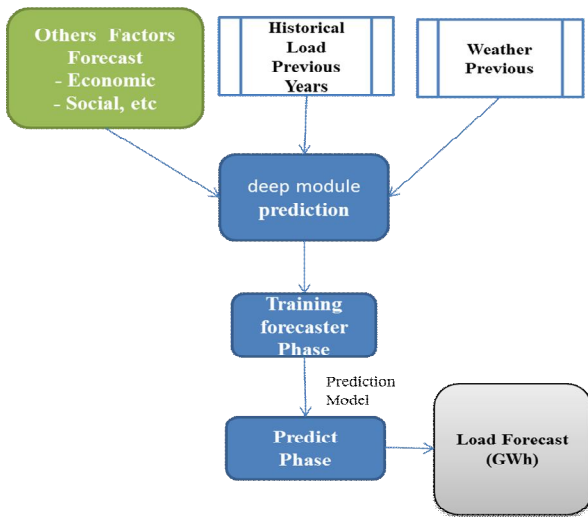 Others Factors
Forecast
- Economic
- Social, etc
Historical
Load
Previous
Years
Weather
Previous
deep module
prediction
Training
forecaster
Phase
Prediction
Model
Predict
Phase
Load Forecast
(GWh)